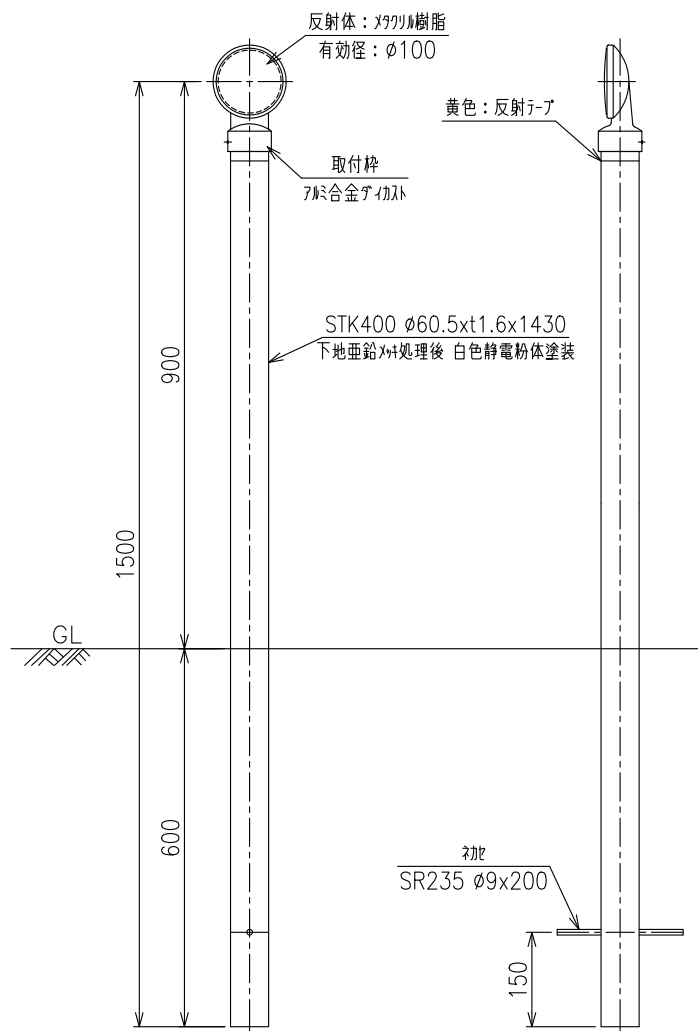 反射体：ﾒﾀｸﾘﾙ樹脂
有効径：φ100
黄色：反射ﾃｰﾌﾟ
取付枠
ｱﾙﾐ合金ﾀﾞｲｶｽﾄ
STK400 φ60.5xt1.6x1430
下地亜鉛ﾒｯｷ処理後 白色静電粉体塗装
900
1500
GL
600
ﾈｶｾ
SR235 φ9x200
150